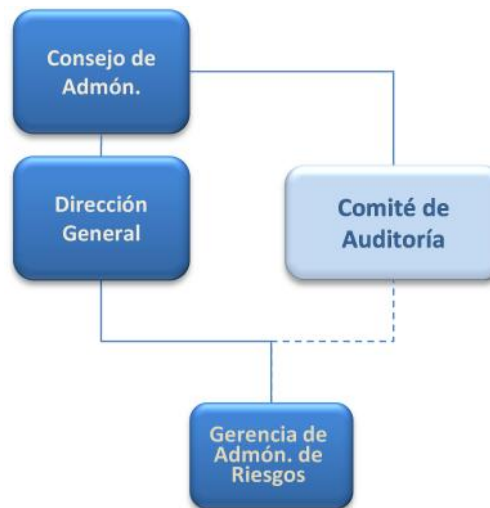 Consejo de
Admón.
Dirección
General
Comité de
Auditoría
Gerencia de
Admón. de
Riesgos